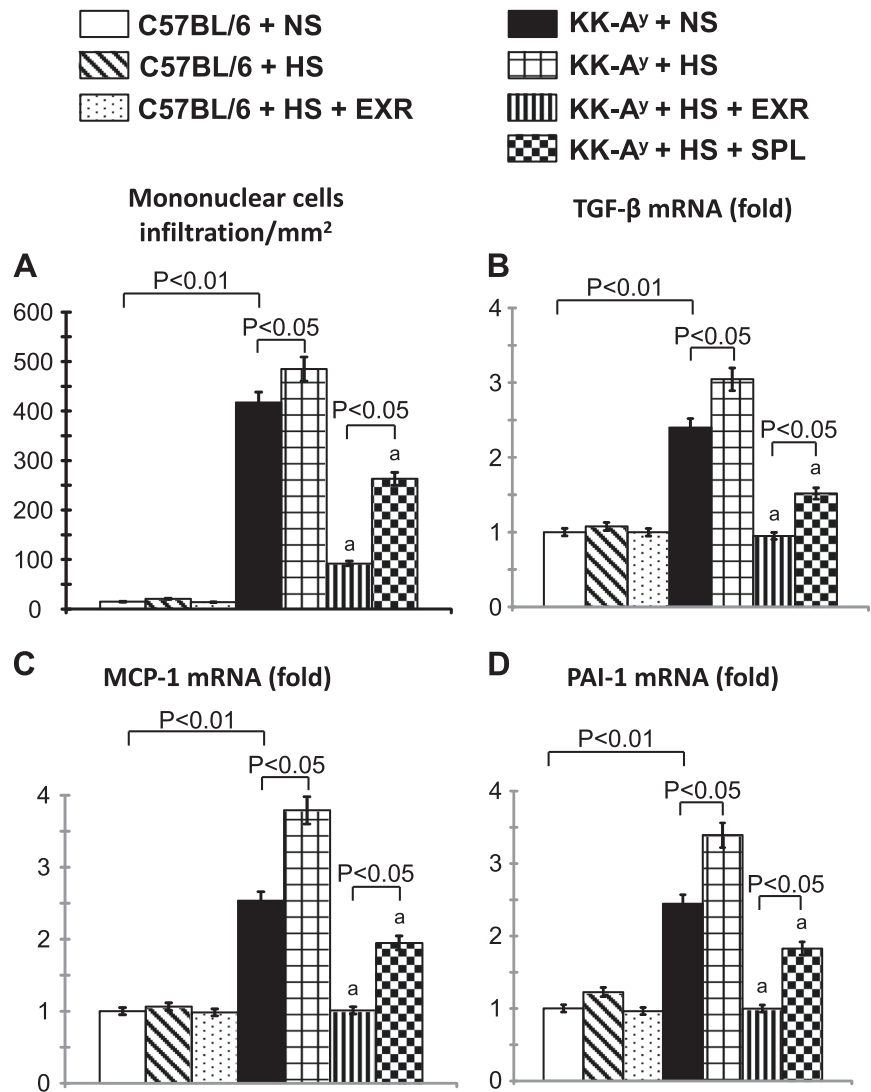 C57BL/6 + NS
C57BL/6 + HS
C57BL/6 + HS + EXR
KK-Aʸ + NS
KK-Aʸ + HS
KK-Aʸ + HS + EXR
KK-Aʸ + HS + SPL
Mononuclear cells
infiltration/mm²
A
P<0.01
P<0.05
P<0.05
a
a
600
500
400
300
200
100
0
TGF-β mRNA (fold)
B
P<0.01
P<0.05
P<0.05
a
a
4
3
2
1
0
C
MCP-1 mRNA (fold)
P<0.01
P<0.05
P<0.05
a
a
4
3
2
1
0
D
PAI-1 mRNA (fold)
P<0.01
P<0.05
P<0.05
a
a
4
3
2
1
0